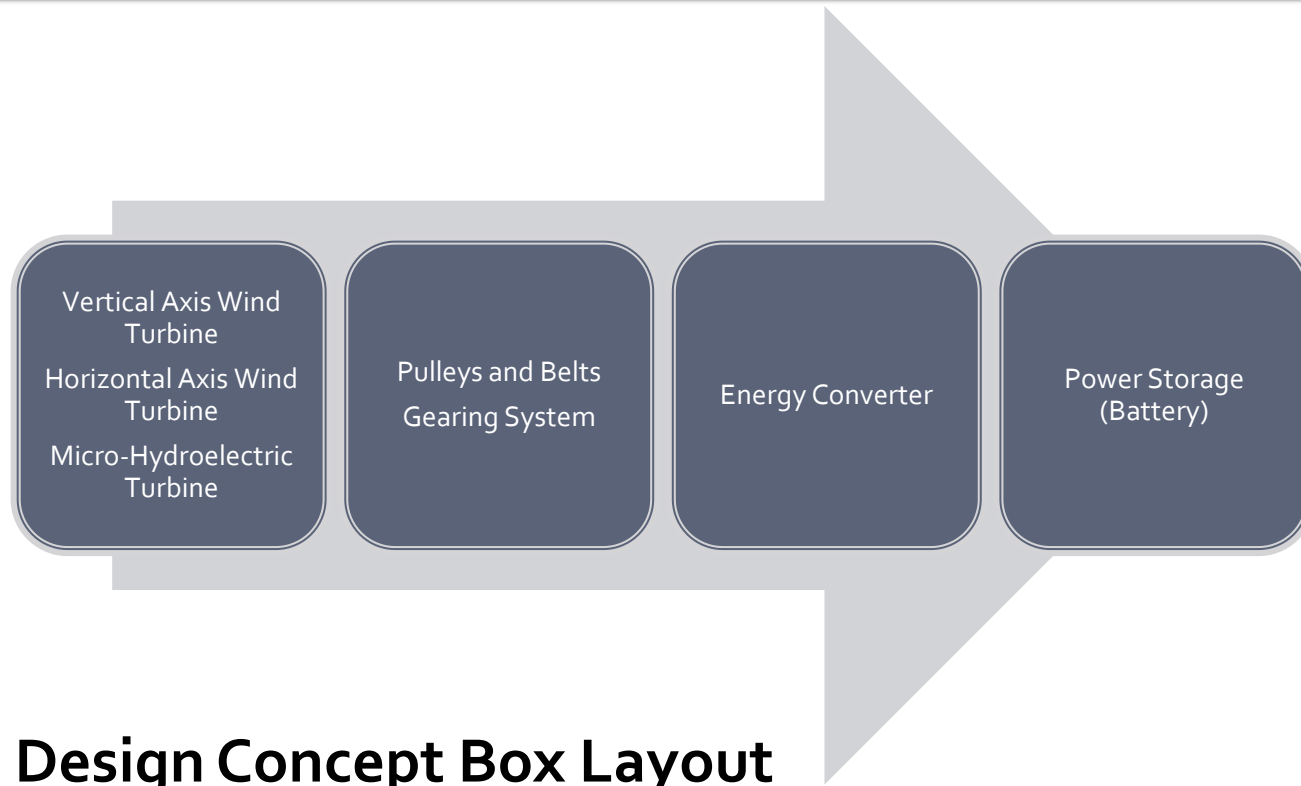 Vertical Axis Wind
Turbine
Horizontal Axis Wind
Turbine
Micro-Hydroelectric
Turbine
Pulleys and Belts
Gearing System
Energy Converter
Power Storage
(Battery)
Design Concept Box Layout